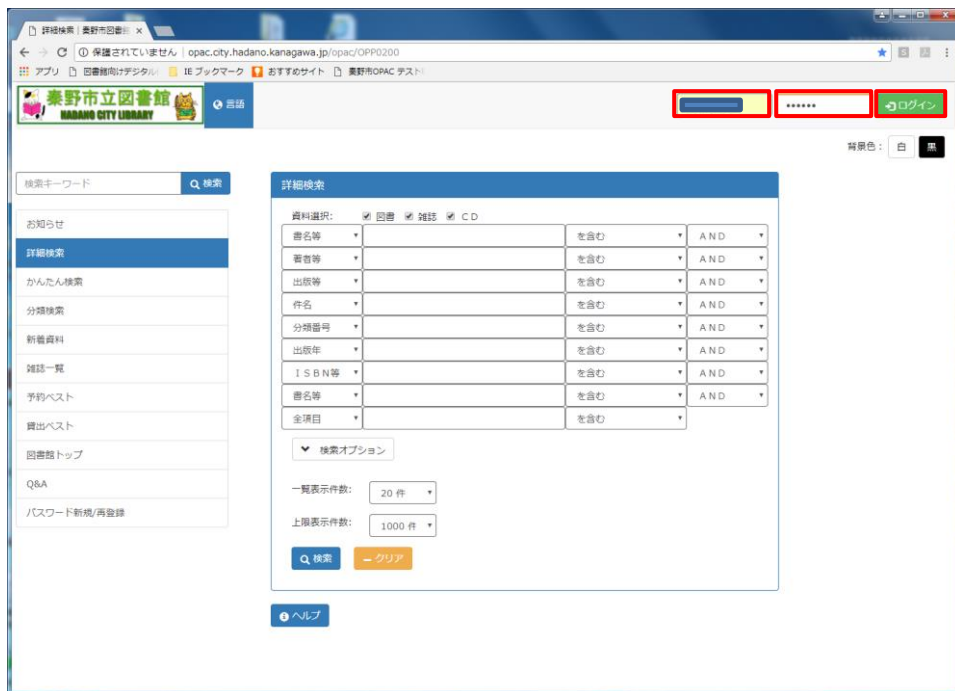 詳細検索 | 秦野市図書
保護されていません | opac.city.hadano.kanagawa.jp/opac/OPP0200
アプリ 図書館向けデジタル IE ブックマーク おすすめサイト 秦野市OPAC テスト
秦野市立図書館
HADANO CITY LIBRARY
言語
•••••• ログイン
背景色： 白 黒
検索キーワード 検索
お知らせ
詳細検索
かんたん検索
分類検索
新着資料
雑誌一覧
予約ベスト
貸出ベスト
図書館トップ
Q&A
パスワード新規/再登録
詳細検索
資料選択: 図書 雑誌 ＣＤ
書名等 を含む ＡＮＤ
著者等 を含む ＡＮＤ
出版等 を含む ＡＮＤ
件名 を含む ＡＮＤ
分類番号 を含む ＡＮＤ
出版年 を含む ＡＮＤ
ＩＳＢＮ等 を含む ＡＮＤ
書名等 を含む ＡＮＤ
全項目 を含む
検索オプション
一覧表示件数: 20 件
上限表示件数: 1000 件
検索 クリア
ヘルプ